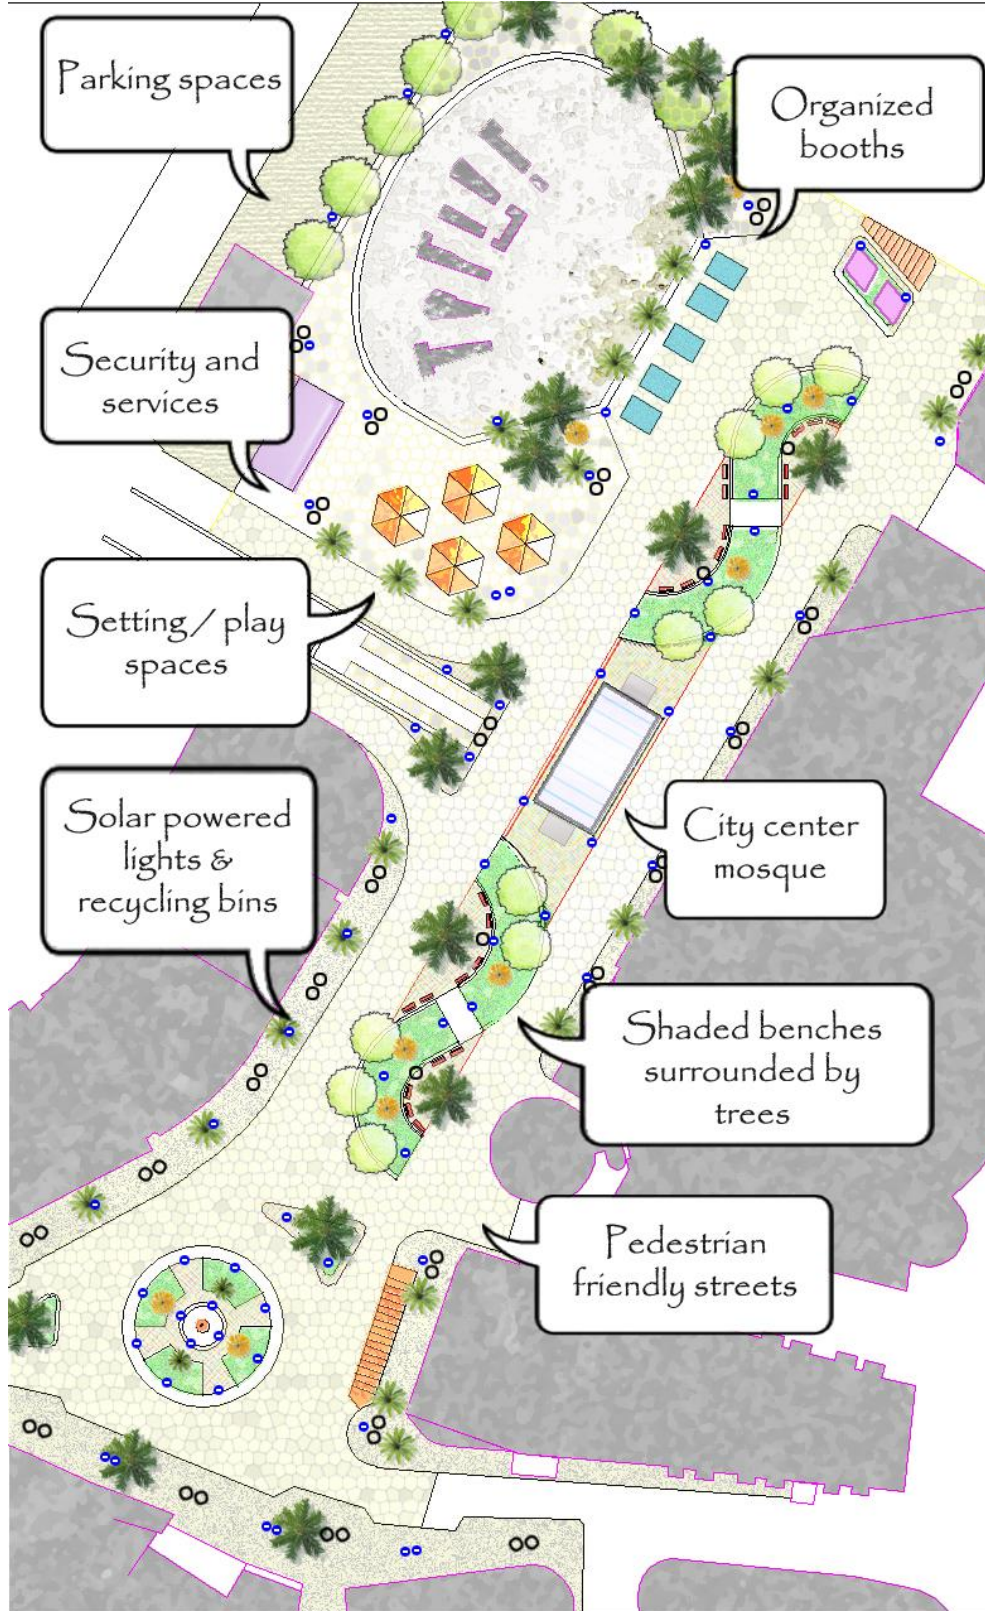 Parking spaces
Organized
booths
Security and
services
Setting / play
spaces
Solar powered
lights &
recycling bins
City center
mosque
Shaded benches
surrounded by
trees
Pedestrian
friendly streets